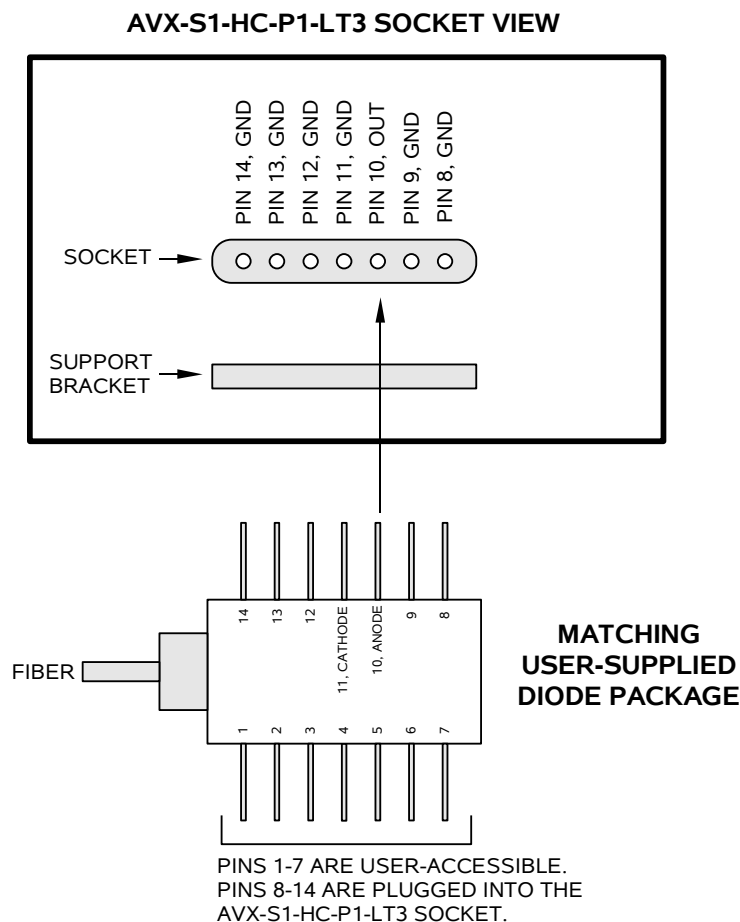 AVX-S1-HC-P1-LT3 SOCKET VIEW
PIN 14, GND
PIN 13, GND
PIN 12, GND
PIN 11, GND
PIN 10, OUT
PIN 9, GND
PIN 8, GND
SOCKET
SUPPORT
BRACKET
14
13
12
11, CATHODE
10, ANODE
9
8
FIBER
1
2
3
4
5
6
7
MATCHING
USER-SUPPLIED
DIODE PACKAGE
PINS 1-7 ARE USER-ACCESSIBLE.
PINS 8-14 ARE PLUGGED INTO THE
AVX-S1-HC-P1-LT3 SOCKET.